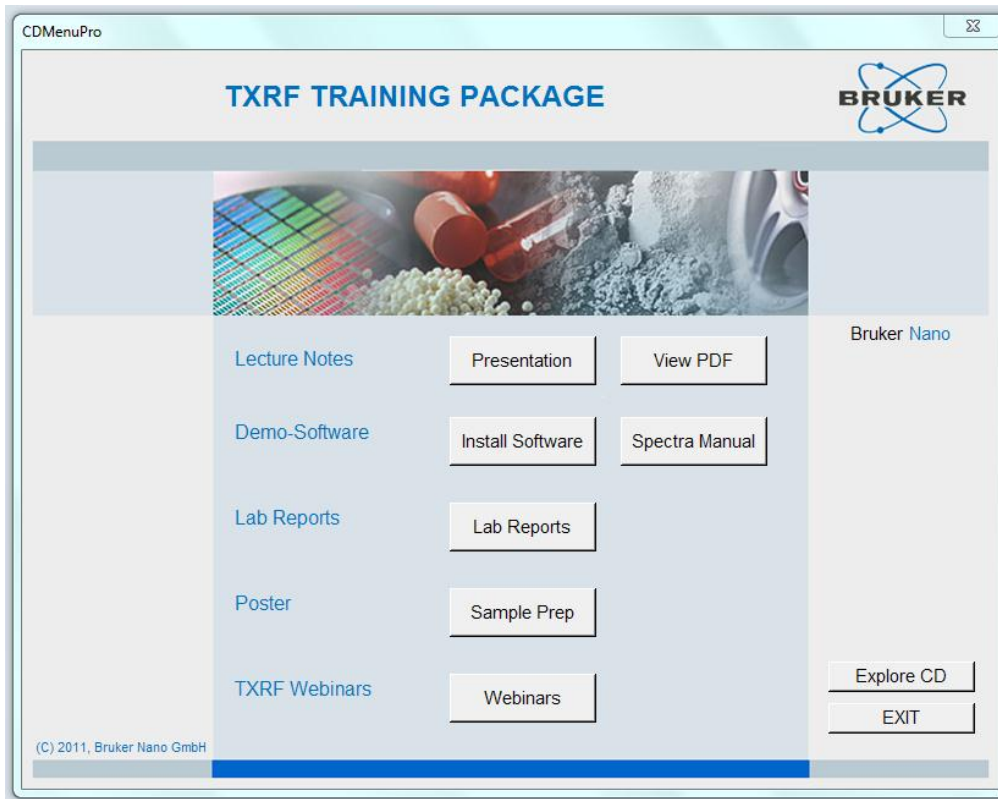 CDMenuPro
TXRF TRAINING PACKAGE
BRUKER
Bruker Nano
Lecture Notes
Presentation
View PDF
Demo-Software
Install Software
Spectra Manual
Lab Reports
Lab Reports
Poster
Sample Prep
TXRF Webinars
Webinars
Explore CD
EXIT
(C) 2011, Bruker Nano GmbH